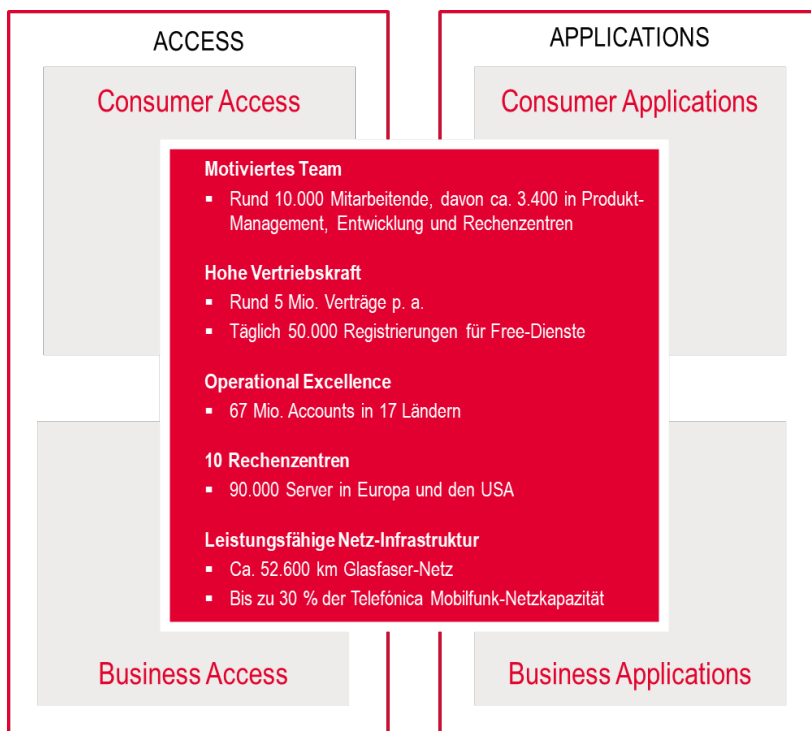 ACCESS
APPLICATIONS
Consumer Access
Consumer Applications
Motiviertes Team
▪ Rund 10.000 Mitarbeitende, davon ca. 3.400 in Produkt-
Management, Entwicklung und Rechenzentren
Hohe Vertriebskraft
▪ Rund 5 Mio. Verträge p. a.
▪ Täglich 50.000 Registrierungen für Free-Dienste
Operational Excellence
▪ 67 Mio. Accounts in 17 Ländern
10 Rechenzentren
▪ 90.000 Server in Europa und den USA
Leistungsfähige Netz-Infrastruktur
▪ Ca. 52.600 km Glasfaser-Netz
▪ Bis zu 30 % der Telefónica Mobilfunk-Netzkapazität
Business Access
Business Applications